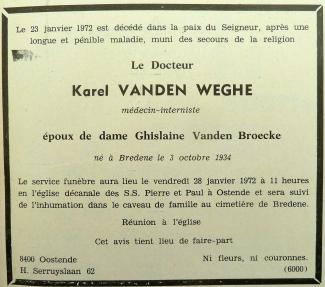 Le 23 janvier 1972 est décédé dans la paix du Seigneur, après une
longue et pénible maladie, muni des secours de la religion
Le Docteur
Karel VANDEN WEGHE
médecin-interniste
époux de dame Ghislaine Vanden Broecke
né à Bredene le 3 octobre 1934
Le service funèbre aura lieu le vendredi 28 janvier 1972 à 11 heures
en l'église décanale des S.S. Pierre et Paul à Ostende et sera suivi
de l'inhumation dans le caveau de famille au cimetière de Bredene.
Réunion à l'église
Cet avis tient lieu de faire-part
8400 Oostende
H. Serruyslaan 62
Ni fleurs, ni couronnes.
(6000)